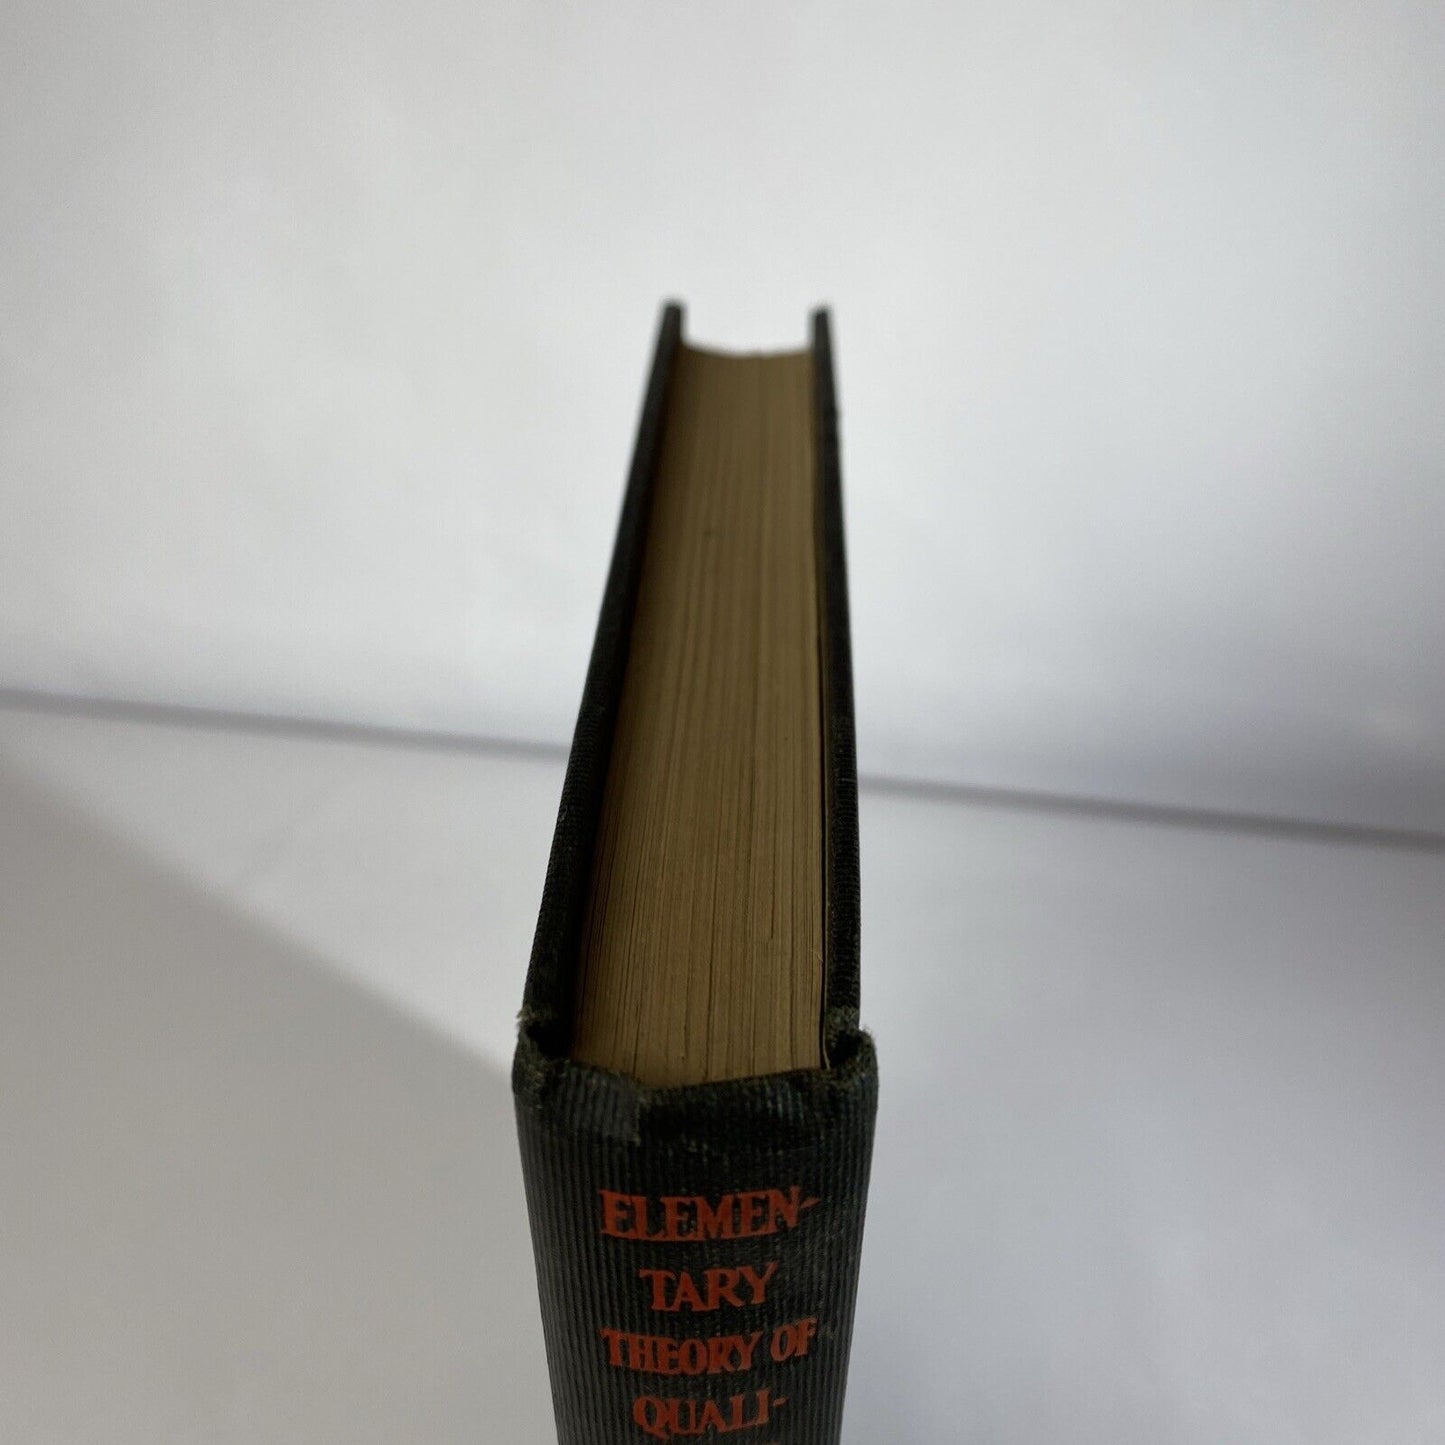 ELEMEN-
TARY
THEORY OF
QUALI-